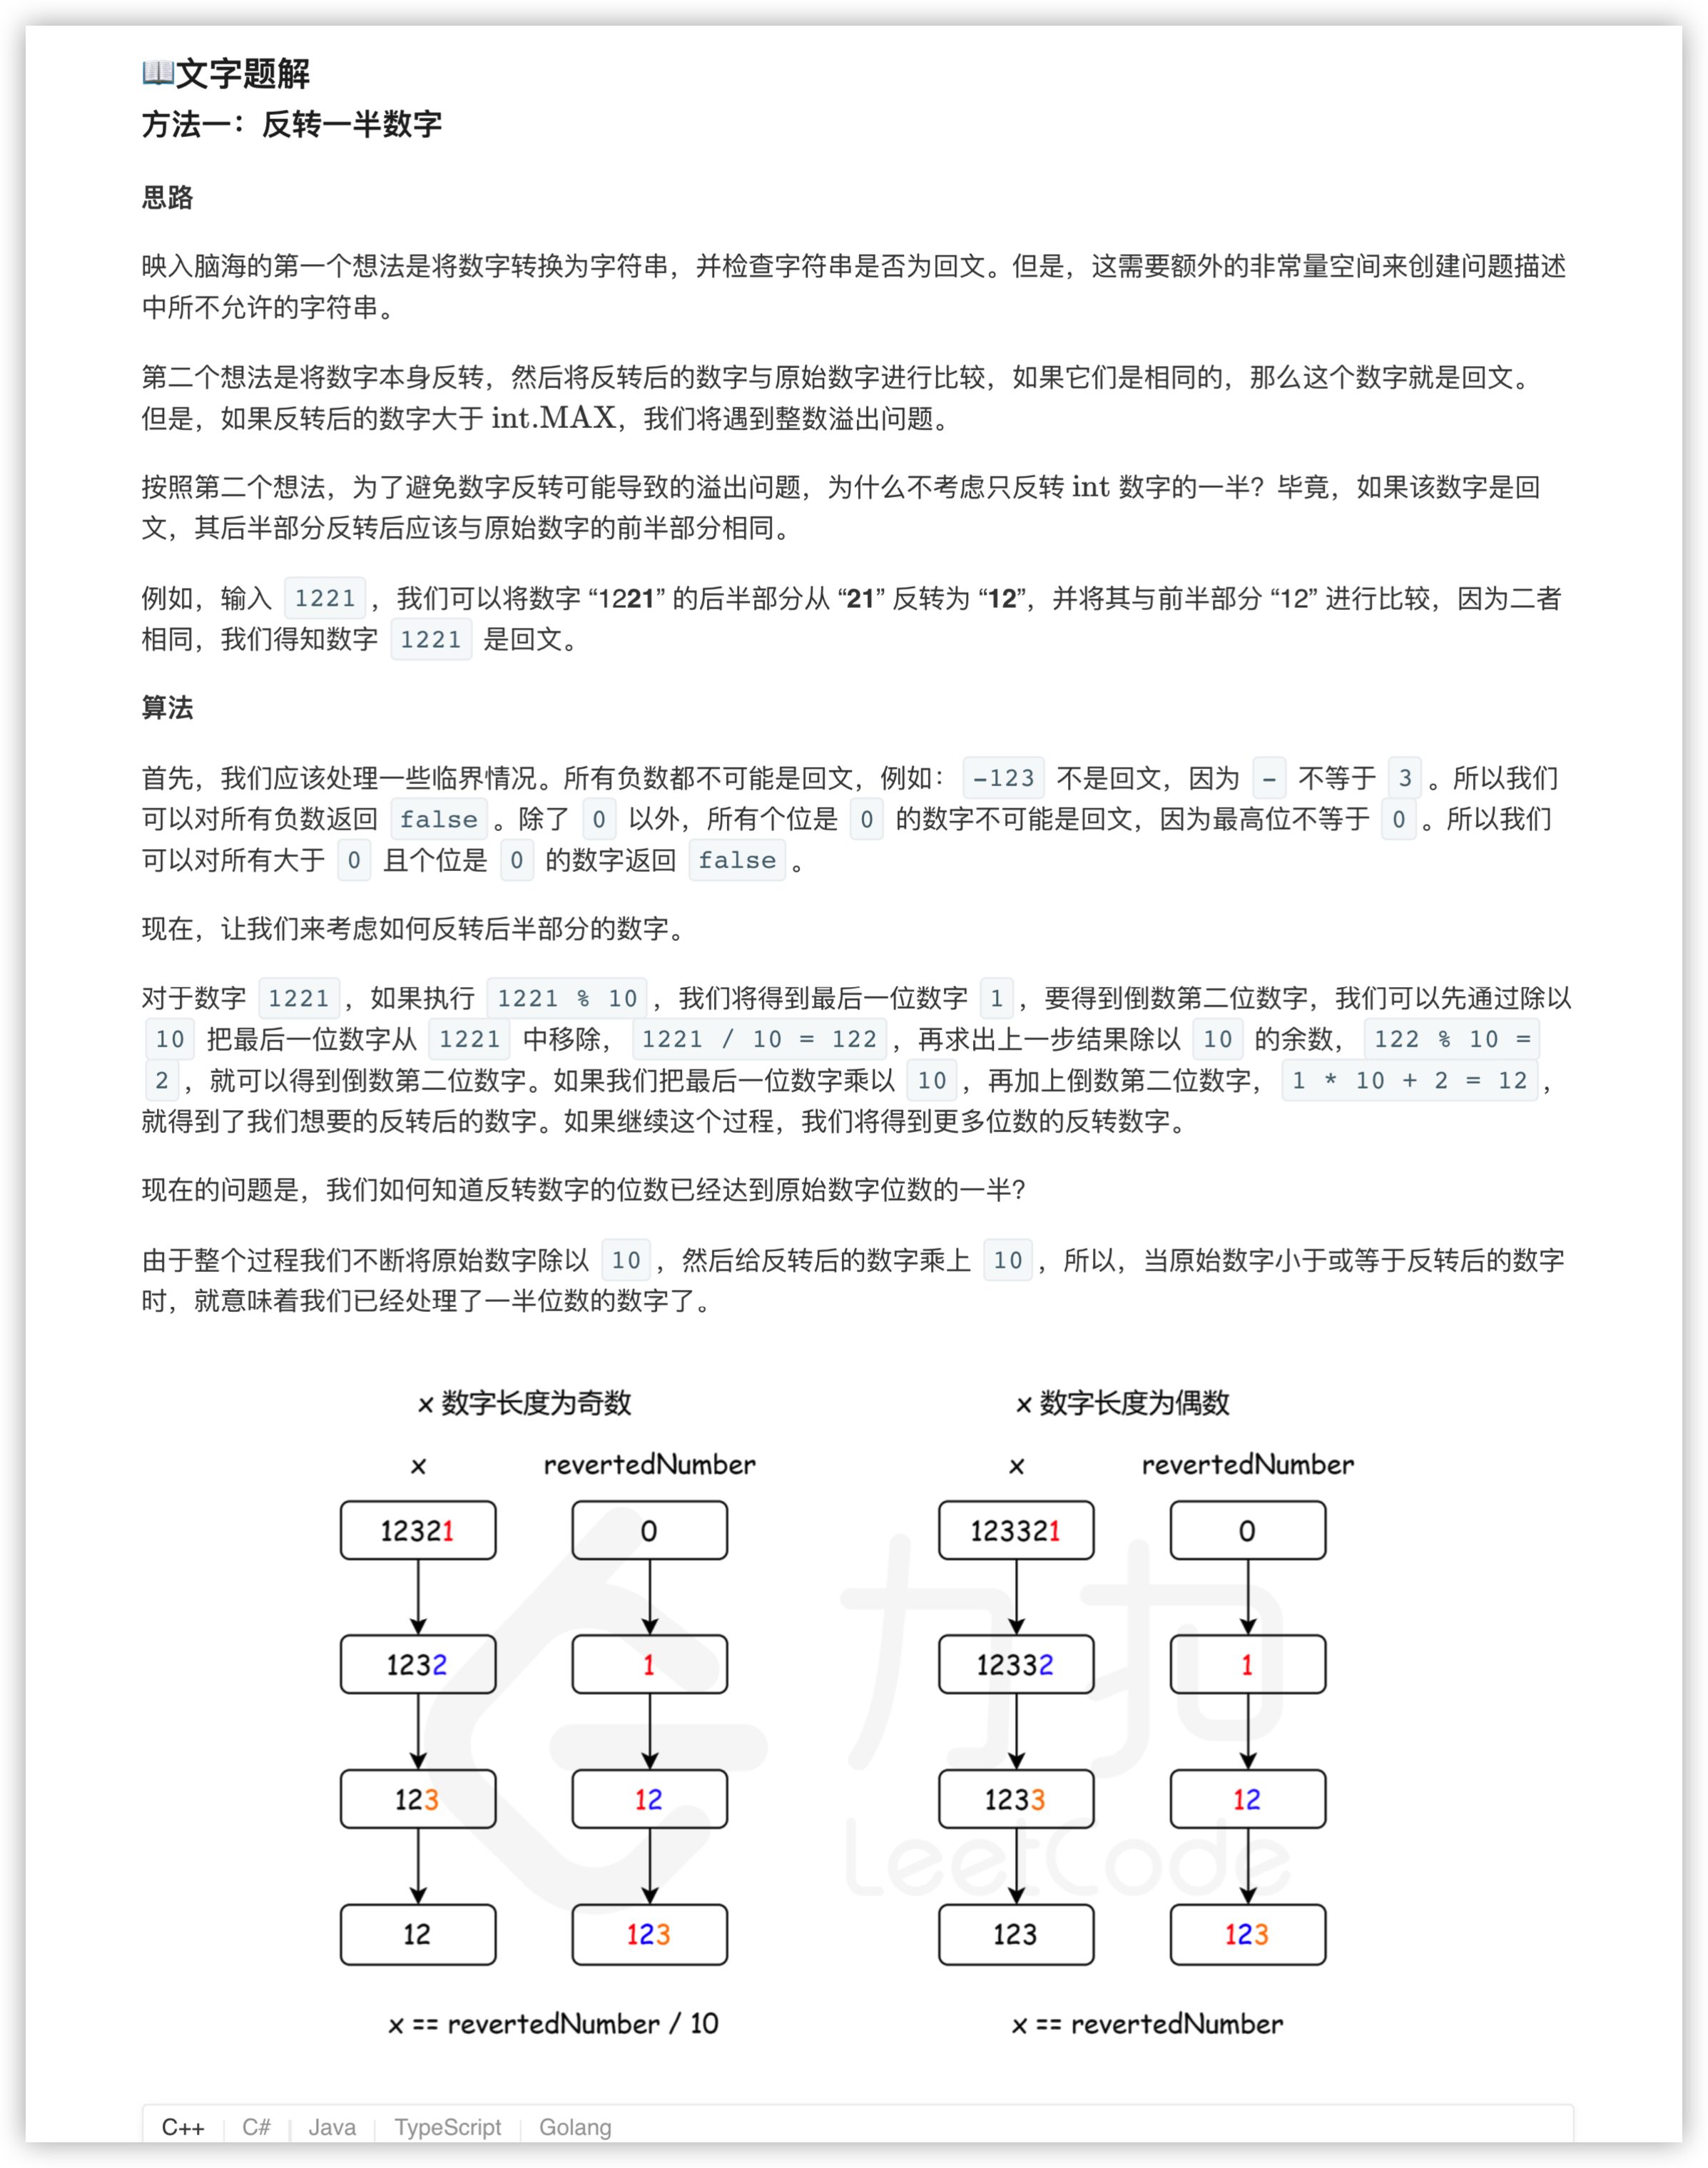 📖文字题解
方法一：反转一半数字
思路
映入脑海的第一个想法是将数字转换为字符串，并检查字符串是否为回文。但是，这需要额外的非常量空间来创建问题描述
中所不允许的字符串。
第二个想法是将数字本身反转，然后将反转后的数字与原始数字进行比较，如果它们是相同的，那么这个数字就是回文。
但是，如果反转后的数字大于 int.MAX，我们将遇到整数溢出问题。
按照第二个想法，为了避免数字反转可能导致的溢出问题，为什么不考虑只反转 int 数字的一半？毕竟，如果该数字是回
文，其后半部分反转后应该与原始数字的前半部分相同。
例如，输入 1221 ，我们可以将数字 “1221” 的后半部分从 “21” 反转为 “12”，并将其与前半部分 “12” 进行比较，因为二者
相同，我们得知数字 1221 是回文。
算法
首先，我们应该处理一些临界情况。所有负数都不可能是回文，例如： -123 不是回文，因为 - 不等于 3 。所以我们
可以对所有负数返回 false 。除了 0 以外，所有个位是 0 的数字不可能是回文，因为最高位不等于 0 。所以我们
可以对所有大于 0 且个位是 0 的数字返回 false 。
现在，让我们来考虑如何反转后半部分的数字。
对于数字 1221 ，如果执行 1221 % 10 ，我们将得到最后一位数字 1 ，要得到倒数第二位数字，我们可以先通过除以
10 把最后一位数字从 1221 中移除， 1221 / 10 = 122 ，再求出上一步结果除以 10 的余数， 122 % 10 =
2 ，就可以得到倒数第二位数字。如果我们把最后一位数字乘以 10 ，再加上倒数第二位数字， 1 * 10 + 2 = 12 ，
就得到了我们想要的反转后的数字。如果继续这个过程，我们将得到更多位数的反转数字。
现在的问题是，我们如何知道反转数字的位数已经达到原始数字位数的一半？
由于整个过程我们不断将原始数字除以 10 ，然后给反转后的数字乘上 10 ，所以，当原始数字小于或等于反转后的数字
时，就意味着我们已经处理了一半位数的数字了。
x 数字长度为奇数
x revertedNumber
12321 0
1232 1
123 12
12 123
x == revertedNumber / 10
x 数字长度为偶数
x revertedNumber
123321 0
12332 1
1233 12
123 123
x == revertedNumber
力扣
LeetCode
C++ C# Java TypeScript Golang